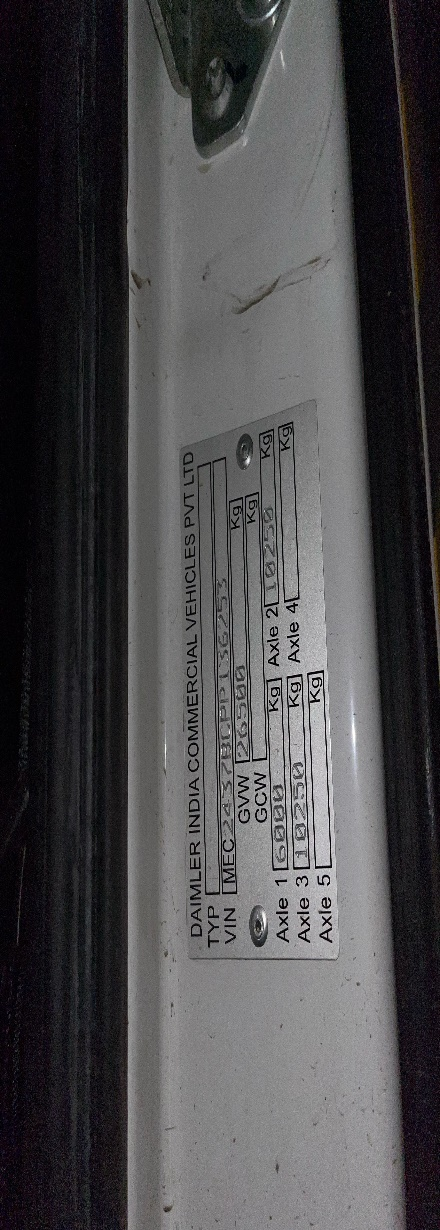 DAIMLER INDIA COMMERCIAL VEHICLES PVT LTD
TYP
VIN MEC2437BCPP136253
GVW 26500 Kg
GCW Kg
Axle 1 6000 Kg Axle 2 10250 Kg
Axle 3 10250 Kg Axle 4 Kg
Axle 5 Kg